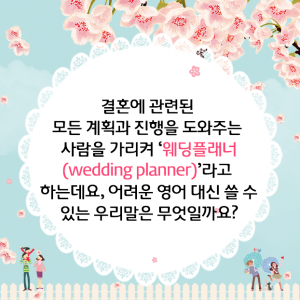 결혼에 관련된
모든 계획과 진행을 도와주는
사람을 가리켜 ‘웨딩플래너
(wedding planner)’라고
하는데요, 어려운 영어 대신 쓸 수
있는 우리말은 무엇일까요?